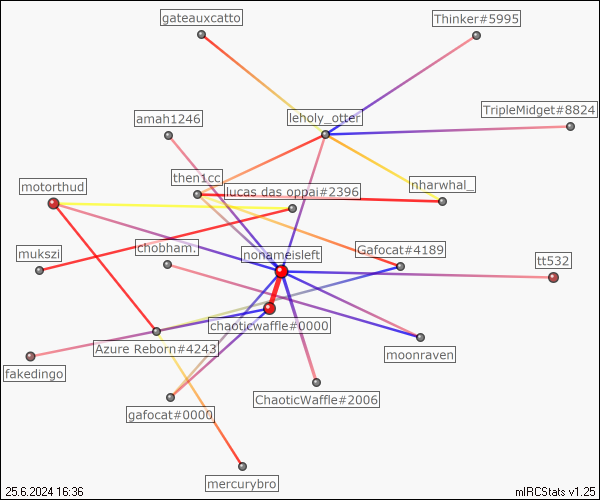 gateauxcatto
Thinker#5995
TripleMidget#8824
leholy_otter
amah1246
then1cc
nharwhal_
motorthud
lucas das oppai#2396
mukszi
chobham.
nonameisleft
Gafocat#4189
tt532
chaoticwaffle#0000
Azure Reborn#4243
moonraven
fakedingo
ChaoticWaffle#2006
gafocat#0000
mercurybro
25.6.2024 16:36
mIRCStats v1.25